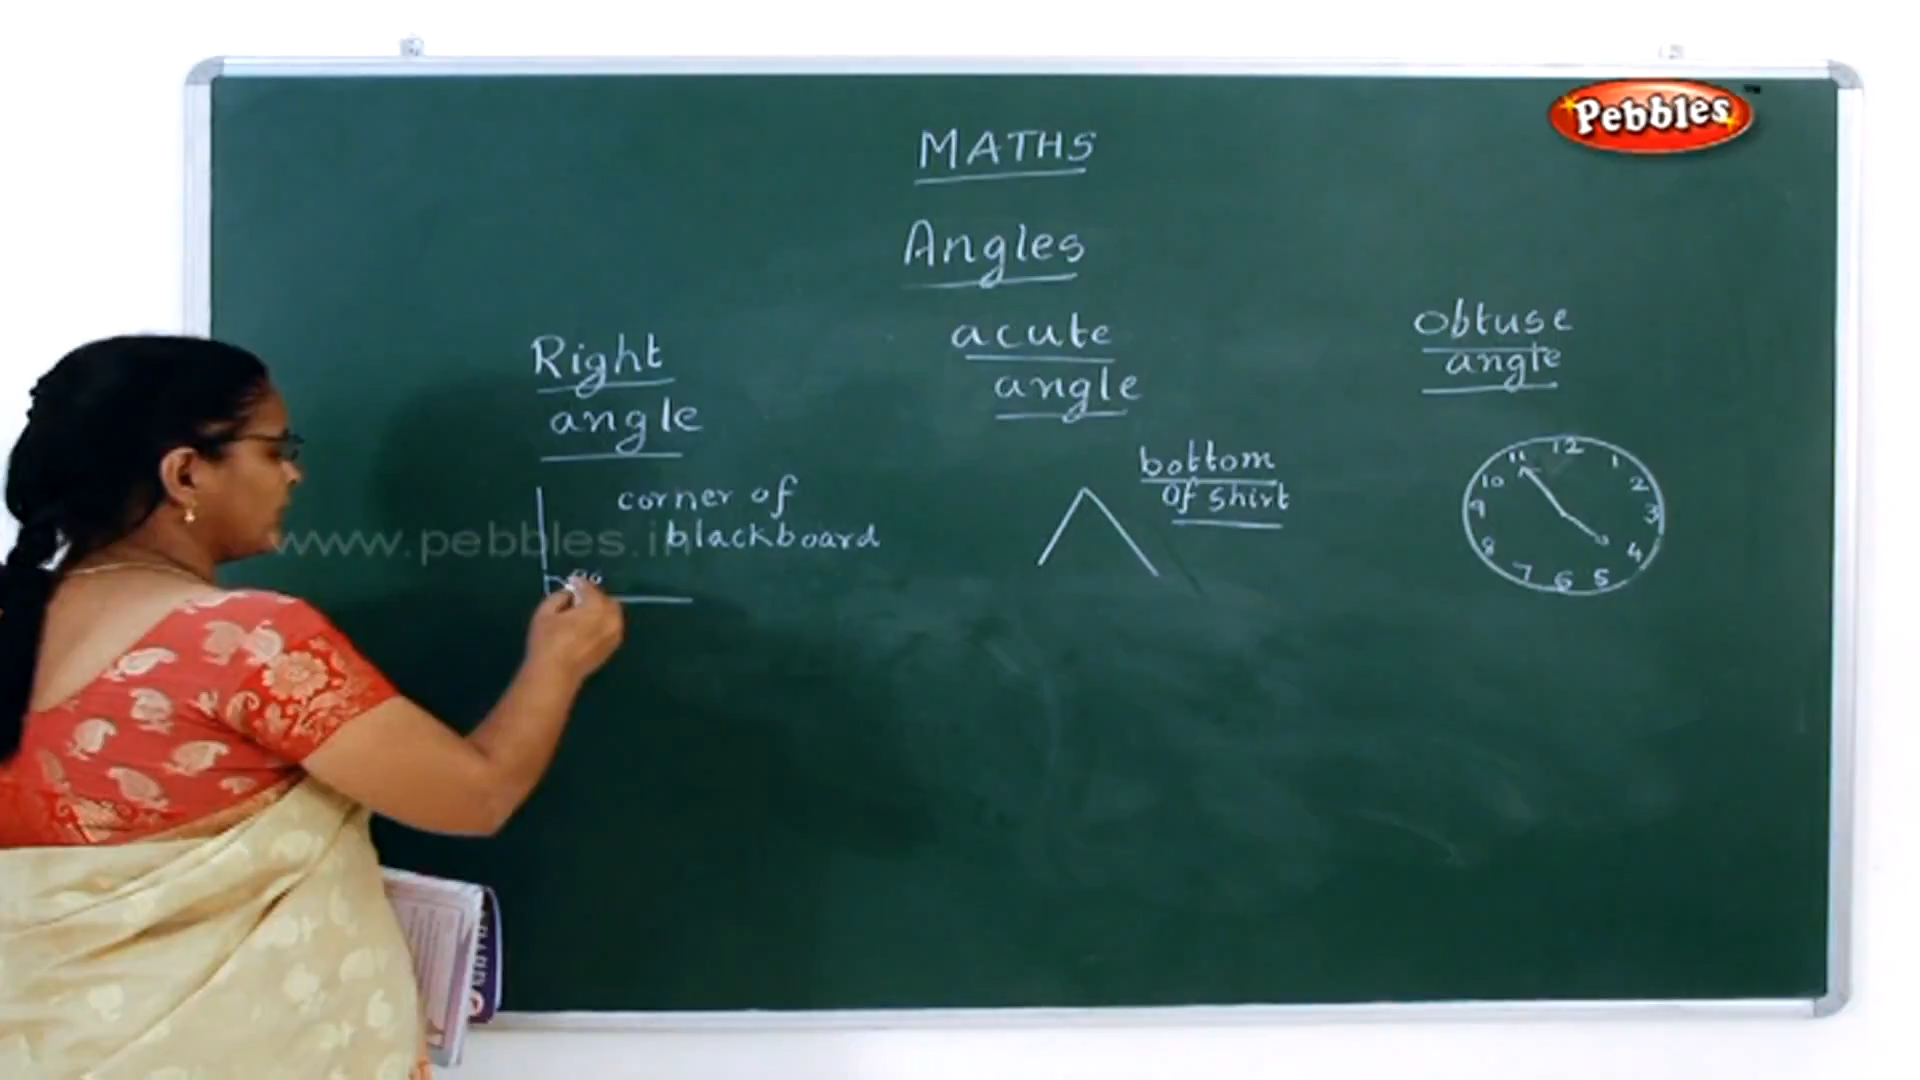 Pebbles
MATHS
Angles
Right
angle
acute
angle
obtuse
angle
corner of
blackboard
bottom
of shirt
12
11
1
10
2
9
3
8
4
7
6
5
www.pebbles.in